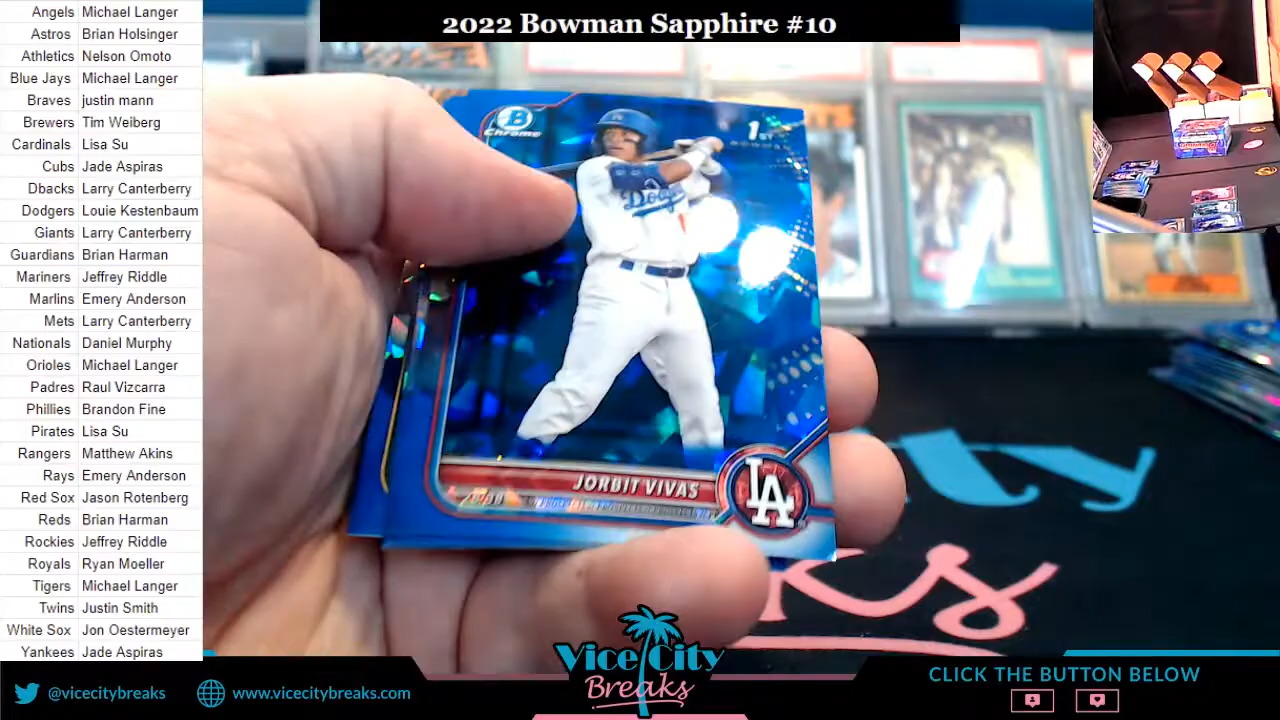 2022 Bowman Sapphire #10
Angels Michael Langer
Astros Brian Holsinger
Athletics Nelson Omoto
Blue Jays Michael Langer
Braves justin mann
Brewers Tim Weiberg
Cardinals Lisa Su
Cubs Jade Aspiras
Dbacks Larry Canterberry
Dodgers Louie Kestenbaum
Giants Larry Canterberry
Guardians Brian Harman
Mariners Jeffrey Riddle
Marlins Emery Anderson
Mets Larry Canterberry
Nationals Daniel Murphy
Orioles Michael Langer
Padres Raul Vizcarra
Phillies Brandon Fine
Pirates Lisa Su
Rangers Matthew Akins
Rays Emery Anderson
Red Sox Jason Rotenberg
Reds Brian Harman
Rockies Jeffrey Riddle
Royals Ryan Moeller
Tigers Michael Langer
Twins Justin Smith
White Sox Jon Oestermeyer
Yankees Jade Aspiras
B
Chrome
1ST
Dodgers
JORBIT VIVAS
LA
Vice City
Breaks
@vicecitybreaks
www.vicecitybreaks.com
CLICK THE BUTTON BELOW